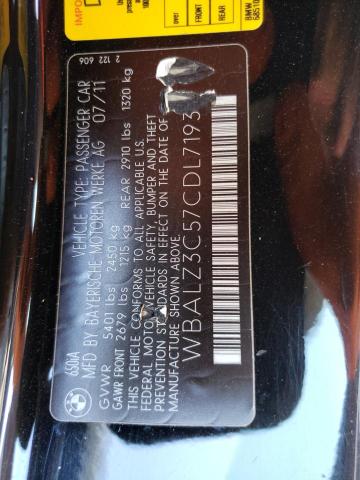 650iA
VEHICLE TYPE: PASSENGER CAR
MFD BY BAYERISCHE MOTOREN WERKE AG 07/11
GVWR 5401 lbs 2450 kg
GAWR FRONT 2679 lbs 1215 kg REAR 2910 lbs 1320 kg
THIS VEHICLE CONFORMS TO ALL APPLICABLE U.S.
FEDERAL MOTOR VEHICLE SAFETY, BUMPER AND THEFT
PREVENTION STANDARDS IN EFFECT ON THE DATE OF
MANUFACTURE SHOWN ABOVE.
WBALZ3C57CDL7193
2 122 606
over
FRONT
REAR
BMW